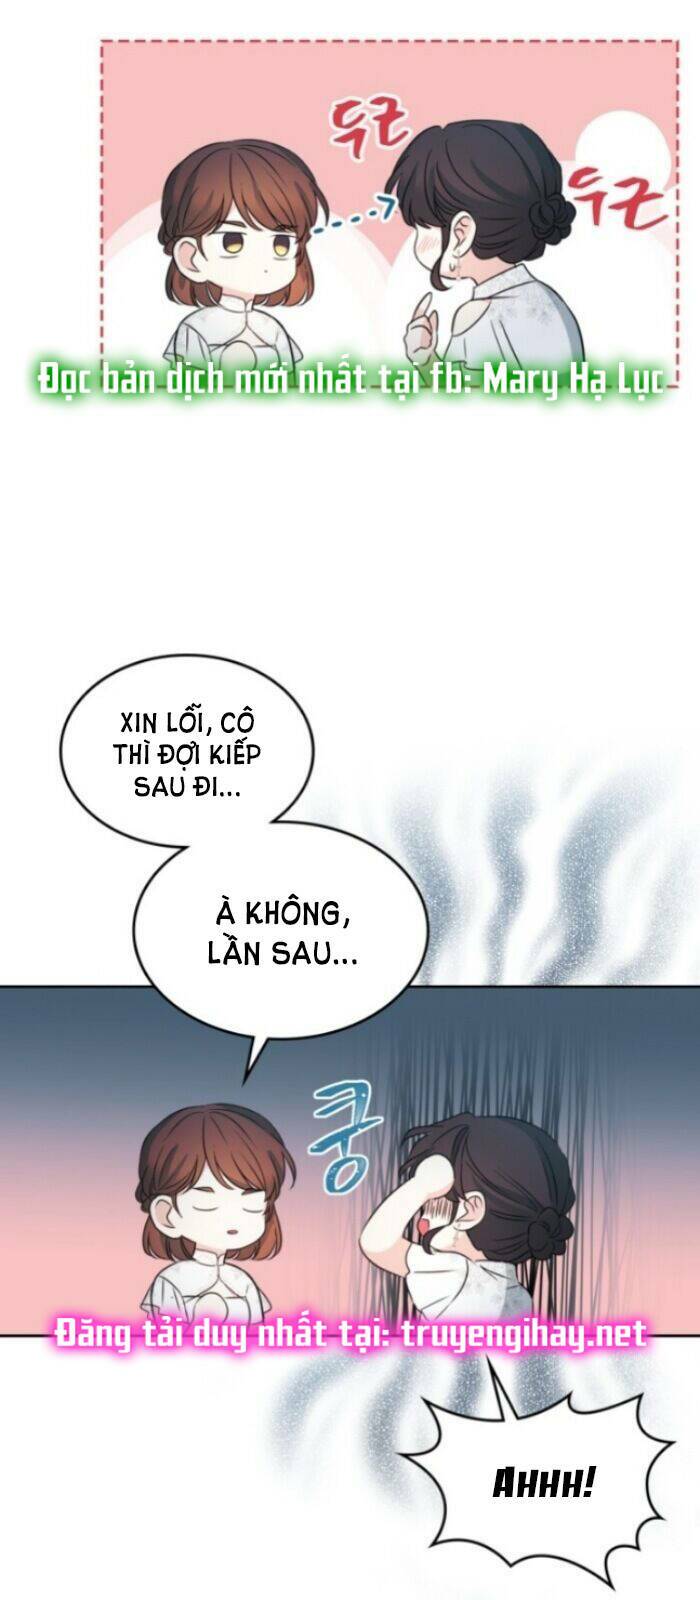 두근
두근
Đọc bản dịch mới nhất tại fb: Mary Hạ Lục
XIN LỖI, CÔ
THÌ ĐỢI KIẾP
SAU ĐI...
À KHÔNG,
LẦN SAU...
쿵
Đăng tải duy nhất tại: truyengihay.net
AHHH!